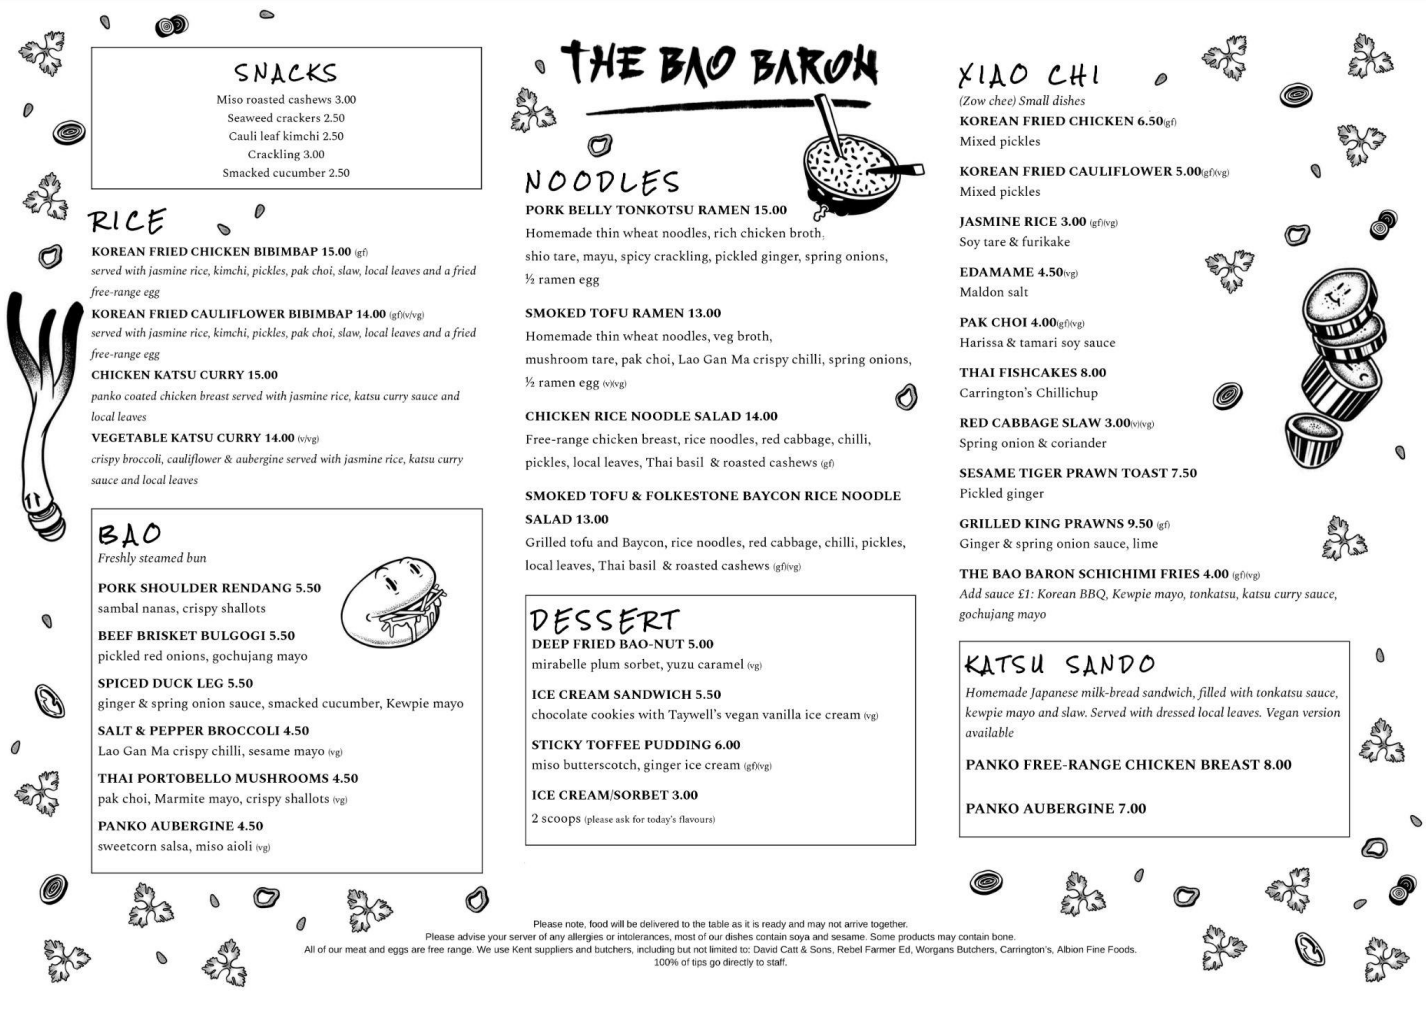 SNACKS
Miso roasted cashews 3.00
Seaweed crackers 2.50
Cauli leaf kimchi 2.50
Crackling 3.00
Smacked cucumber 2.50
RICE
KOREAN FRIED CHICKEN BIBIMBAP 15.00 (gf)
served with jasmine rice, kimchi, pickles, pak choi, slaw, local leaves and a fried
free-range egg
KOREAN FRIED CAULIFLOWER BIBIMBAP 14.00 (gf)(v/vg)
served with jasmine rice, kimchi, pickles, pak choi, slaw, local leaves and a fried
free-range egg
CHICKEN KATSU CURRY 15.00
panko coated chicken breast served with jasmine rice, katsu curry sauce and
local leaves
VEGETABLE KATSU CURRY 14.00 (v/vg)
crispy broccoli, cauliflower & aubergine served with jasmine rice, katsu curry
sauce and local leaves
BAO
Freshly steamed bun
PORK SHOULDER RENDANG 5.50
sambal nanas, crispy shallots
BEEF BRISKET BULGOGI 5.50
pickled red onions, gochujang mayo
SPICED DUCK LEG 5.50
ginger & spring onion sauce, smacked cucumber, Kewpie mayo
SALT & PEPPER BROCCOLI 4.50
Lao Gan Ma crispy chilli, sesame mayo (vg)
THAI PORTOBELLO MUSHROOMS 4.50
pak choi, Marmite mayo, crispy shallots (vg)
PANKO AUBERGINE 4.50
sweetcorn salsa, miso aioli (vg)
THE BAO BARON
NOODLES
PORK BELLY TONKOTSU RAMEN 15.00
Homemade thin wheat noodles, rich chicken broth,
shio tare, mayu, spicy crackling, pickled ginger, spring onions,
½ ramen egg
SMOKED TOFU RAMEN 13.00
Homemade thin wheat noodles, veg broth,
mushroom tare, pak choi, Lao Gan Ma crispy chilli, spring onions,
½ ramen egg (v)(vg)
CHICKEN RICE NOODLE SALAD 14.00
Free-range chicken breast, rice noodles, red cabbage, chilli,
pickles, local leaves, Thai basil & roasted cashews (gf)
SMOKED TOFU & FOLKESTONE BAYCON RICE NOODLE
SALAD 13.00
Grilled tofu and Baycon, rice noodles, red cabbage, chilli, pickles,
local leaves, Thai basil & roasted cashews (gf)(vg)
DESSERT
DEEP FRIED BAO-NUT 5.00
mirabelle plum sorbet, yuzu caramel (vg)
ICE CREAM SANDWICH 5.50
chocolate cookies with Taywell's vegan vanilla ice cream (vg)
STICKY TOFFEE PUDDING 6.00
miso butterscotch, ginger ice cream (gf)(vg)
ICE CREAM/SORBET 3.00
2 scoops (please ask for today's flavours)
XIAO CHI
(Zow chee) Small dishes
KOREAN FRIED CHICKEN 6.50(gf)
Mixed pickles
KOREAN FRIED CAULIFLOWER 5.00(gf)(vg)
Mixed pickles
JASMINE RICE 3.00 (gf)(vg)
Soy tare & furikake
EDAMAME 4.50(vg)
Maldon salt
PAK CHOI 4.00(gf)(vg)
Harissa & tamari soy sauce
THAI FISHCAKES 8.00
Carrington's Chillichup
RED CABBAGE SLAW 3.00(v)(vg)
Spring onion & coriander
SESAME TIGER PRAWN TOAST 7.50
Pickled ginger
GRILLED KING PRAWNS 9.50 (gf)
Ginger & spring onion sauce, lime
THE BAO BARON SCHICHIMI FRIES 4.00 (gf)(vg)
Add sauce £1: Korean BBQ, Kewpie mayo, tonkatsu, katsu curry sauce,
gochujang mayo
KATSU SANDO
Homemade Japanese milk-bread sandwich, filled with tonkatsu sauce,
kewpie mayo and slaw. Served with dressed local leaves. Vegan version
available
PANKO FREE-RANGE CHICKEN BREAST 8.00
PANKO AUBERGINE 7.00
Please note, food will be delivered to the table as it is ready and may not arrive together.
Please advise your server of any allergies or intolerances, most of our dishes contain soya and sesame. Some products may contain bone.
All of our meat and eggs are free range. We use Kent suppliers and butchers, including but not limited to: David Catt & Sons, Rebel Farmer Ed, Worgans Butchers, Carrington's, Albion Fine Foods.
100% of tips go directly to staff.